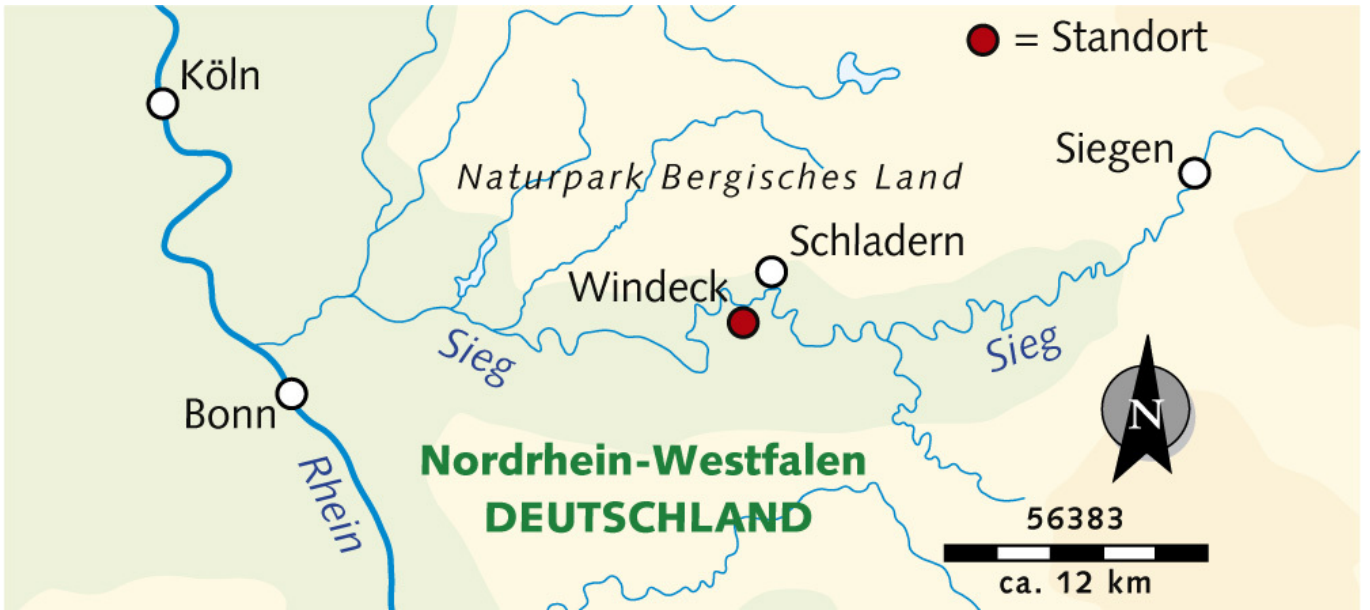 = Standort
Köln
Siegen
Naturpark Bergisches Land
Schladern
Windeck
Sieg
Sieg
Bonn
N
Nordrhein-Westfalen
DEUTSCHLAND
Rhein
56383
ca. 12 km